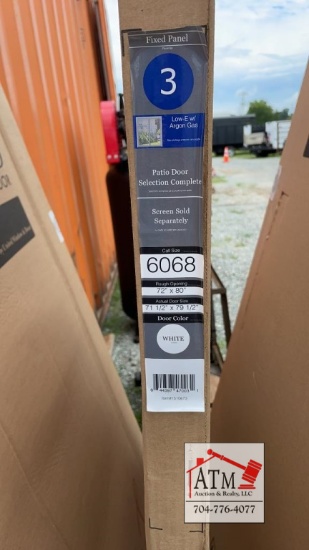 Fixed Panel
3
Low-E w/
Argon Gas
Patio Door
Selection Complete
Screen Sold
Separately
Call Size
6068
Rough Opening
72" x 80"
Actual Door Size
71 1/2" x 79 1/2"
Door Color
WHITE
ATM
Auction & Realty, LLC
704-776-4077